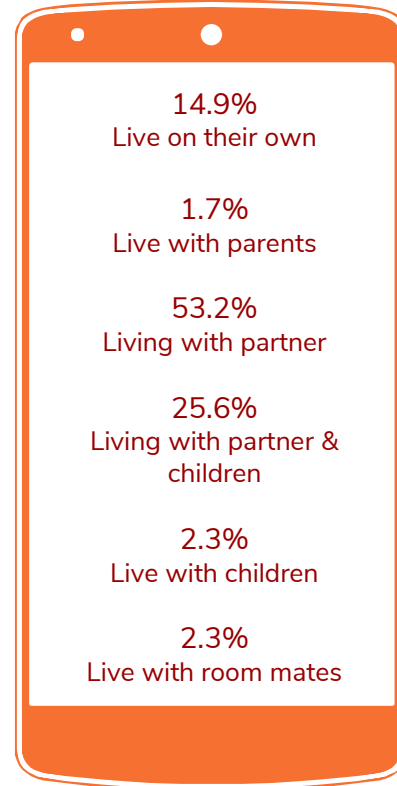 14.9%
Live on their own
1.7%
Live with parents
53.2%
Living with partner
25.6%
Living with partner &
children
2.3%
Live with children
2.3%
Live with room mates